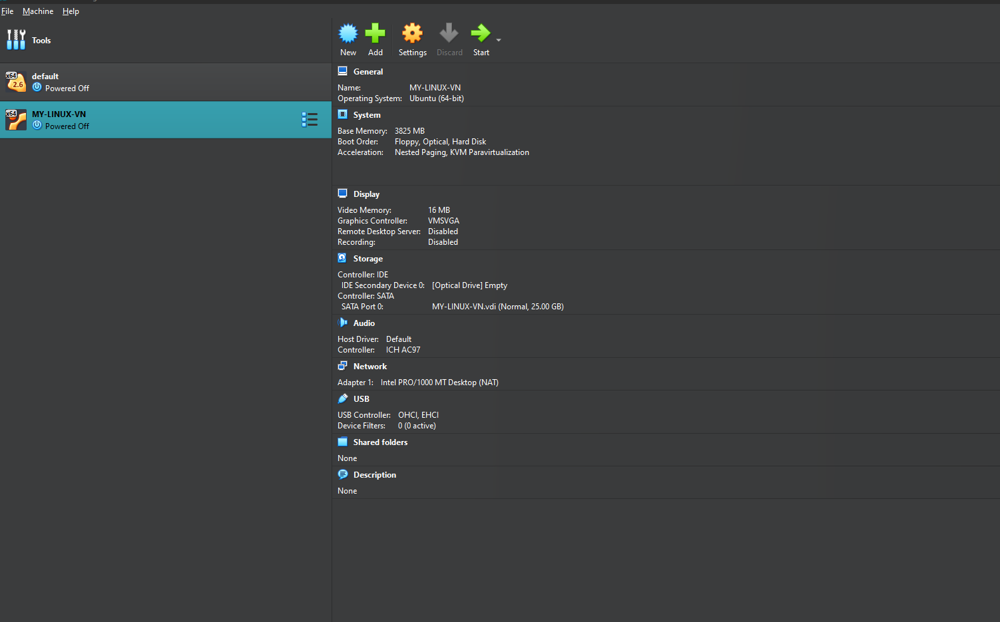 File Machine Help
Tools
New Add Settings Discard Start
x64 2.6 default
Powered Off
x64 MY-LINUX-VN
Powered Off
General
Name: MY-LINUX-VN
Operating System: Ubuntu (64-bit)
System
Base Memory: 3825 MB
Boot Order: Floppy, Optical, Hard Disk
Acceleration: Nested Paging, KVM Paravirtualization
Display
Video Memory: 16 MB
Graphics Controller: VMSVGA
Remote Desktop Server: Disabled
Recording: Disabled
Storage
Controller: IDE
IDE Secondary Device 0: [Optical Drive] Empty
Controller: SATA
SATA Port 0: MY-LINUX-VN.vdi (Normal, 25.00 GB)
Audio
Host Driver: Default
Controller: ICH AC97
Network
Adapter 1: Intel PRO/1000 MT Desktop (NAT)
USB
USB Controller: OHCI, EHCI
Device Filters: 0 (0 active)
Shared folders
None
Description
None